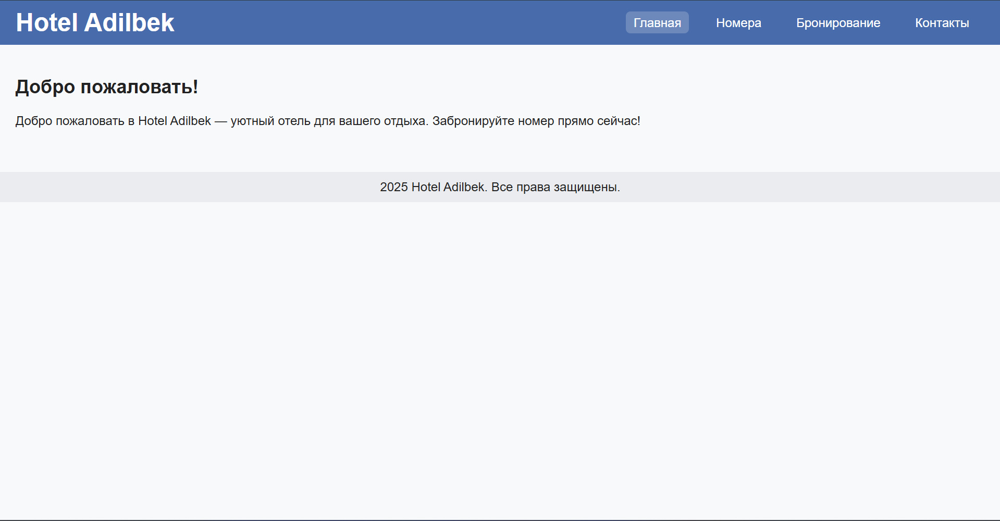 Hotel Adilbek
Главная Номера Бронирование Контакты
Добро пожаловать!
Добро пожаловать в Hotel Adilbek — уютный отель для вашего отдыха. Забронируйте номер прямо сейчас!
2025 Hotel Adilbek. Все права защищены.